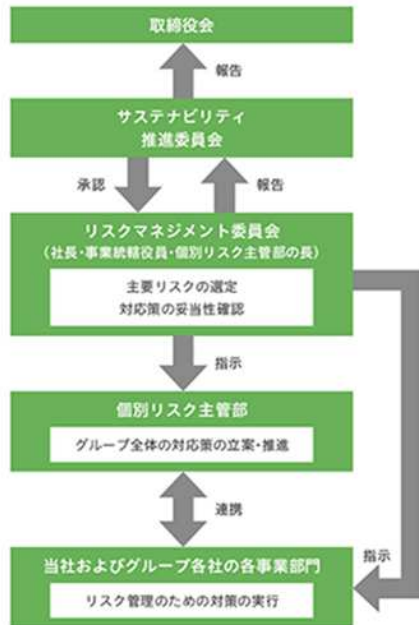 取締役会
報告
サステナビリティ
推進委員会
承認
報告
リスクマネジメント委員会
(社長・事業統轄役員・個別リスク主管部の長)
主要リスクの選定
対応策の妥当性確認
指示
個別リスク主管部
グループ全体の対応策の立案・推進
連携
当社およびグループ各社の各事業部門
指示
リスク管理のための対策の実行